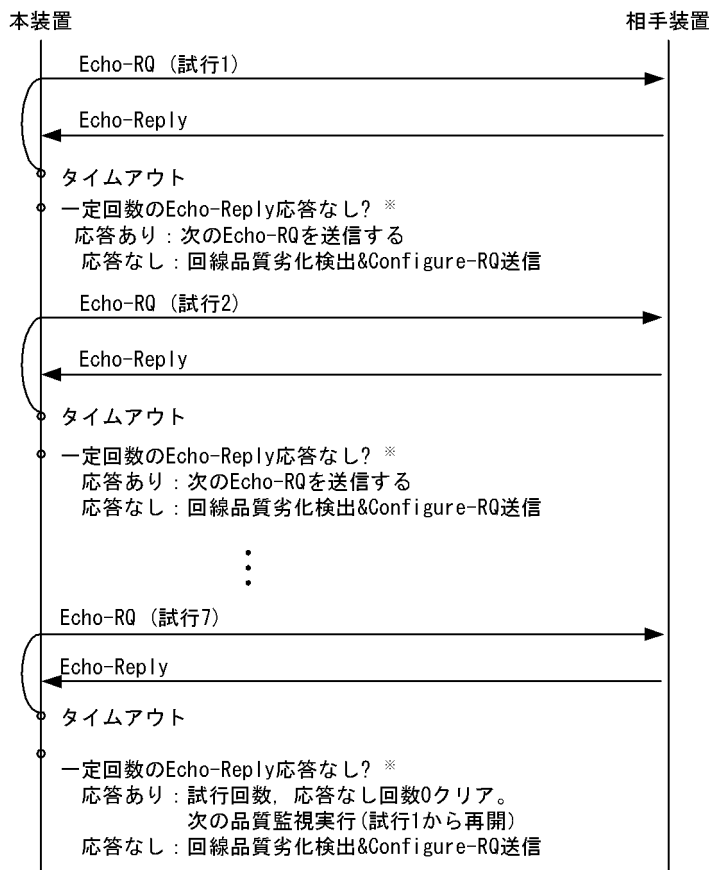 本装置 相手装置
Echo-RQ (試行1)
Echo-Reply
タイムアウト
一定回数のEcho-Reply応答なし? ※
応答あり：次のEcho-RQを送信する
応答なし：回線品質劣化検出&Configure-RQ送信
Echo-RQ (試行2)
Echo-Reply
タイムアウト
一定回数のEcho-Reply応答なし? ※
応答あり：次のEcho-RQを送信する
応答なし：回線品質劣化検出&Configure-RQ送信
Echo-RQ (試行7)
Echo-Reply
タイムアウト
一定回数のEcho-Reply応答なし? ※
応答あり：試行回数, 応答なし回数0クリア。
次の品質監視実行(試行1から再開)
応答なし：回線品質劣化検出&Configure-RQ送信